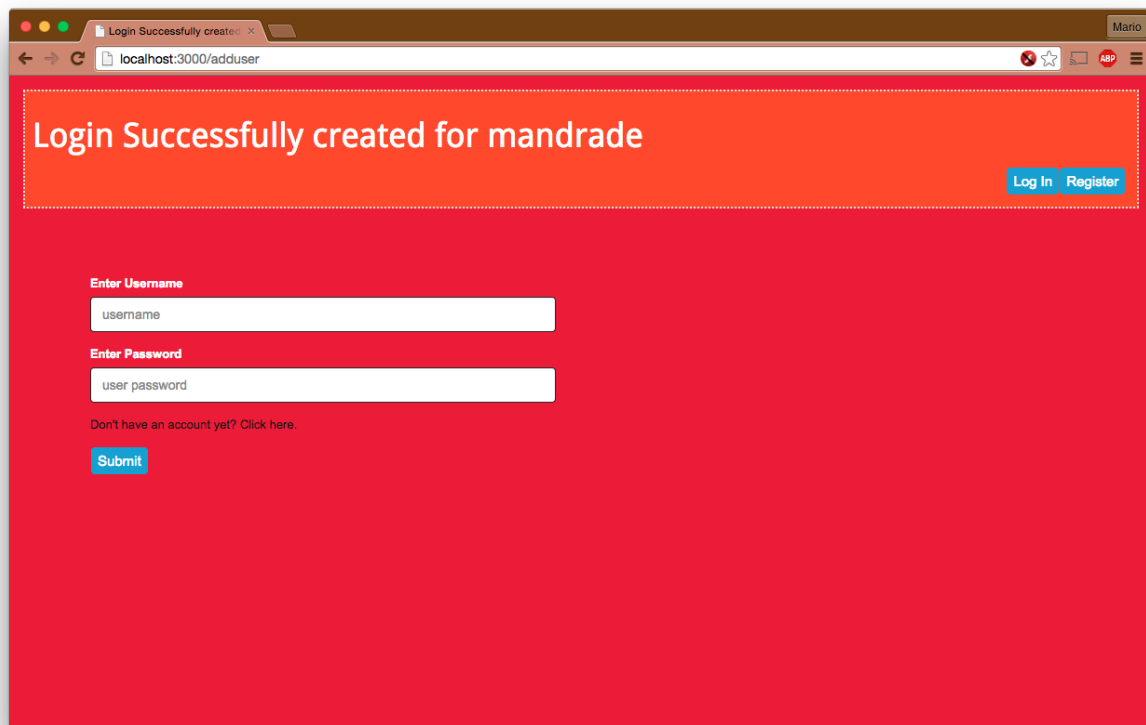 Login Successfully created
Mario
localhost:3000/adduser
ABP
Login Successfully created for mandrade
Log In Register
Enter Username
username
Enter Password
user password
Don't have an account yet? Click here.
Submit